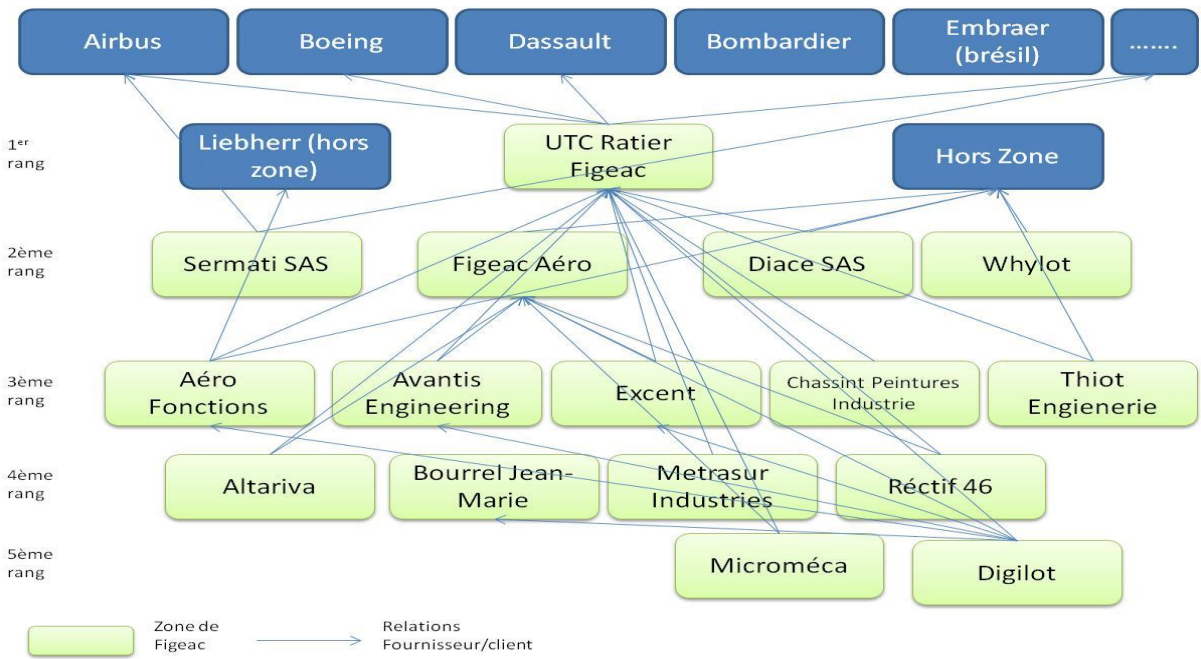 Airbus
Boeing
Dassault
Bombardier
Embraer
(brésil)
.......
1er
rang
Liebherr (hors
zone)
UTC Ratier
Figeac
Hors Zone
2ème
rang
Sermati SAS
Figeac Aéro
Diace SAS
Whylot
3ème
rang
Aéro
Fonctions
Avantis
Engineering
Excent
Chassint Peintures
Industrie
Thiot
Engienerie
4ème
rang
Altariva
Bourrel Jean-
Marie
Metrasur
Industries
Réctif 46
5ème
rang
Microméca
Digilot
Zone de
Figeac
Relations
Fournisseur/client